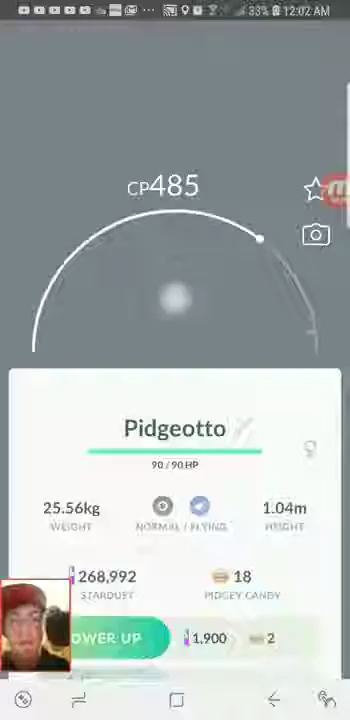 33% 12:02 AM
CP485
Pidgeotto
90 / 90 HP
25.56kg
1.04m
WEIGHT
NORMAL / FLYING
HEIGHT
268,992
18
STARDUST
PIDGEY CANDY
OWER UP
1,900
2